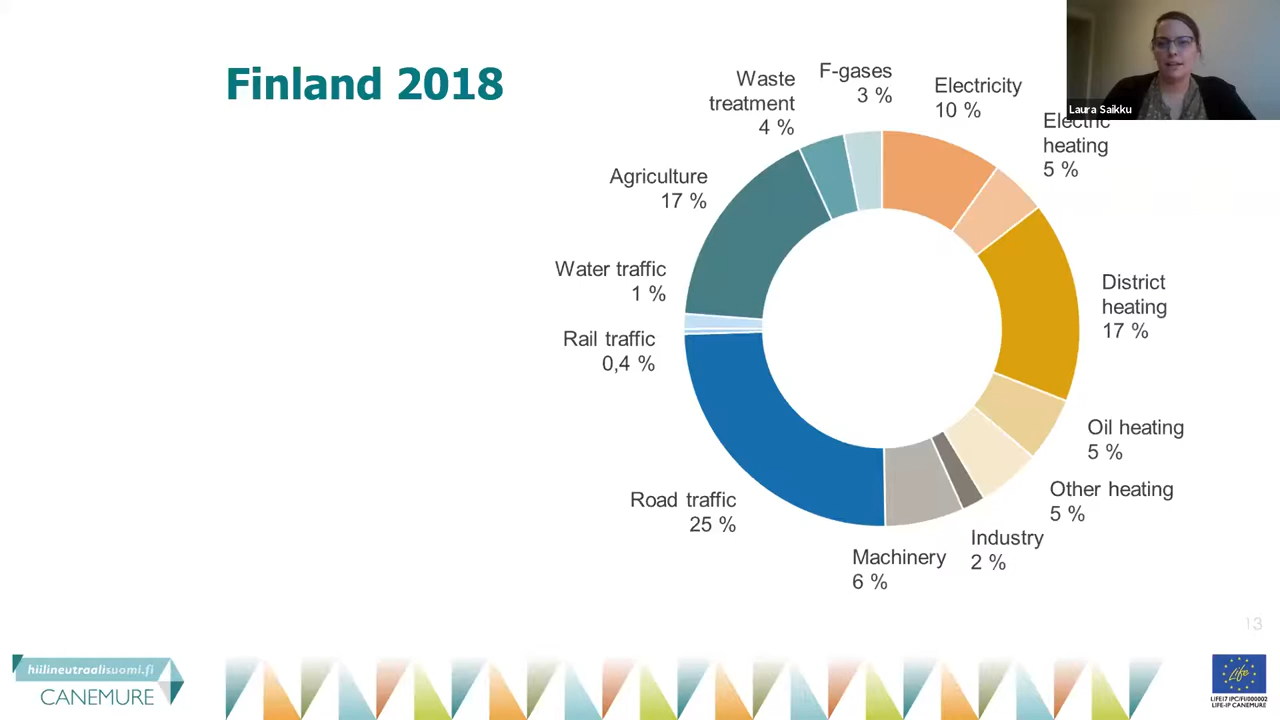 Finland 2018
Laura Saikku
F-gases
3 %
Electricity
10 %
Electric
heating
5 %
District
heating
17 %
Oil heating
5 %
Other heating
5 %
Industry
2 %
Machinery
6 %
Road traffic
25 %
Rail traffic
0,4 %
Water traffic
1 %
Agriculture
17 %
Waste
treatment
4 %
13
hiilineutraalisuomi.fi
CANEMURE
Life
LIFE17 IPC/FI/000002
LIFE-IP CANEMURE